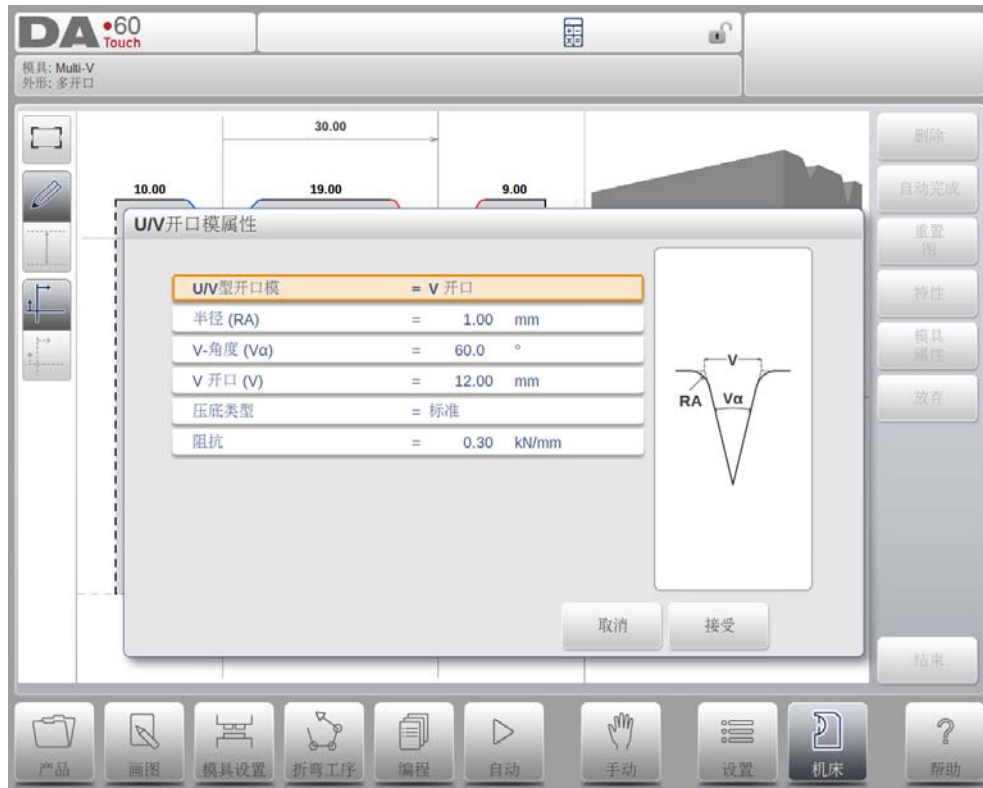 DA•60
Touch
模具: Multi-V
外形: 多开口
30.00
10.00
19.00
9.00
U/V开口模属性
U/V型开口模 = V 开口
半径 (RA) = 1.00 mm
V-角度 (Vα) = 60.0 °
V 开口 (V) = 12.00 mm
压底类型 = 标准
阻抗 = 0.30 kN/mm
V
RA
Vα
取消
接受
删除
自动完成
重置
图
特性
模具
属性
放弃
结束
产品
画图
模具设置
折弯工序
编程
自动
手动
设置
机床
帮助